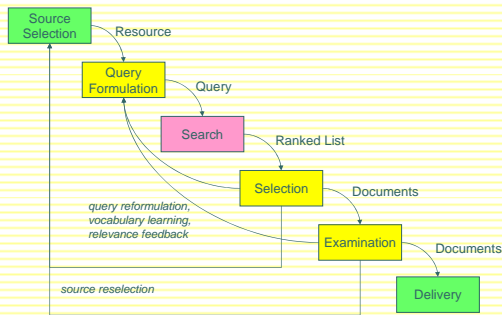 Source
Selection
Resource
Query
Formulation
Query
Search
Ranked List
Selection
Documents
query reformulation,
vocabulary learning,
relevance feedback
Examination
Documents
source reselection
Delivery